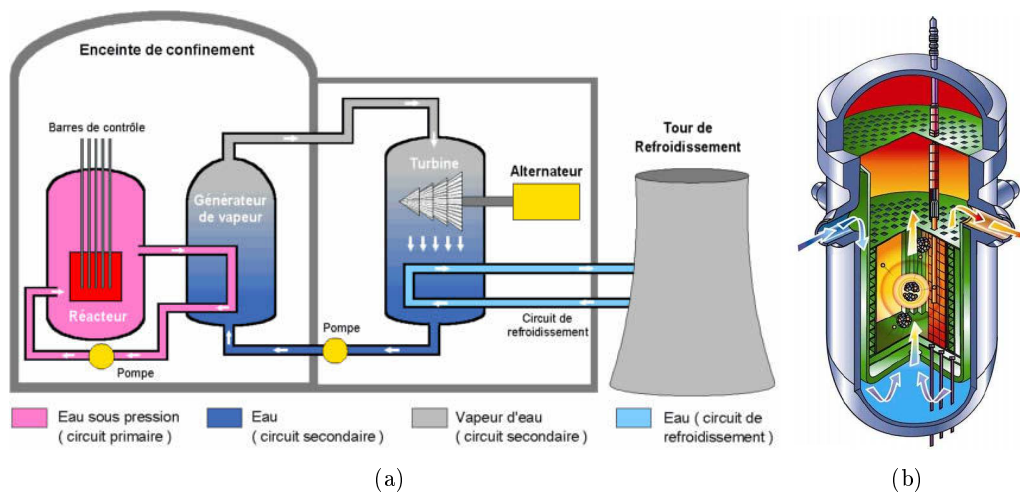 Enceinte de confinement
Barres de contrôle
Réacteur
Pompe
Générateur
de vapeur
Pompe
Turbine
Alternateur
Circuit de
refroidissement
Tour de
Refroidissement
Eau sous pression
( circuit primaire )
Eau
( circuit secondaire )
Vapeur d'eau
( circuit secondaire )
Eau ( circuit de
refroidissement )
(a)
(b)